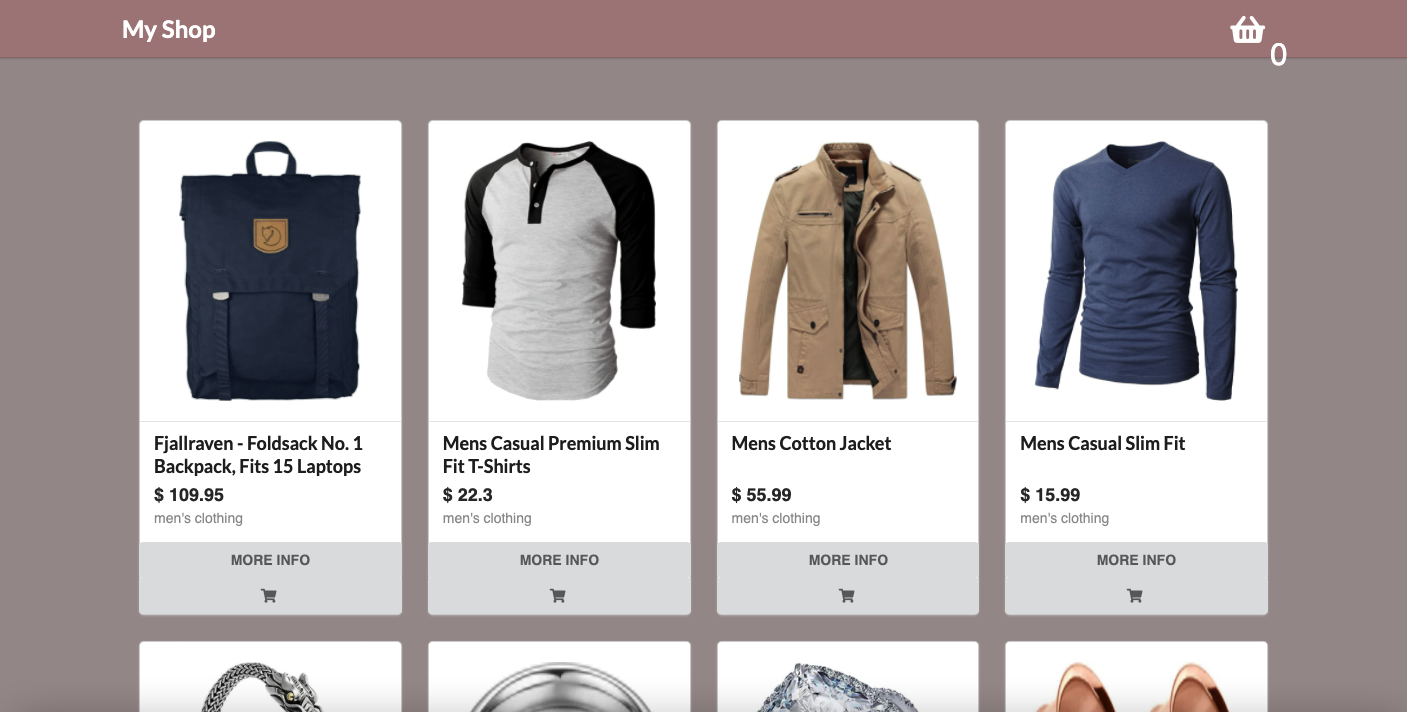 My Shop
0
Fjallraven - Foldsack No. 1
Backpack, Fits 15 Laptops
$ 109.95
men's clothing
MORE INFO
Mens Casual Premium Slim
Fit T-Shirts
$ 22.3
men's clothing
MORE INFO
Mens Cotton Jacket
$ 55.99
men's clothing
MORE INFO
Mens Casual Slim Fit
$ 15.99
men's clothing
MORE INFO